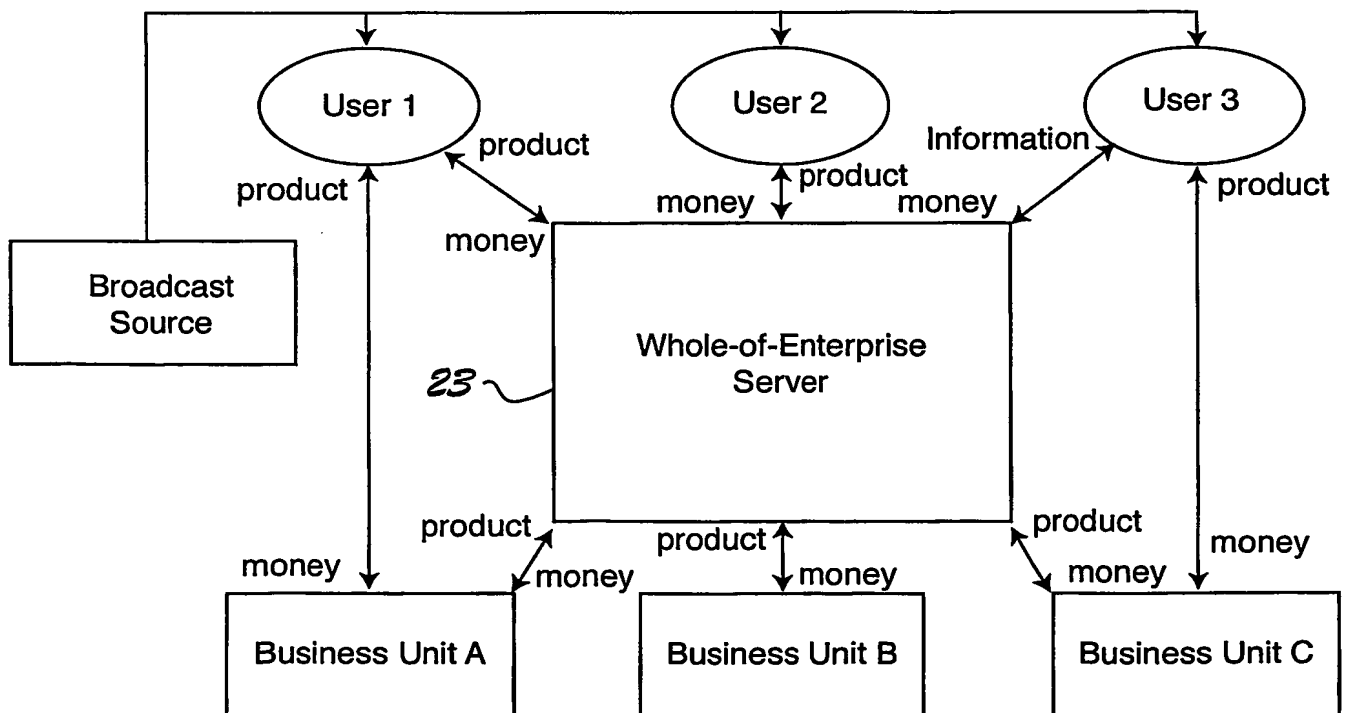 User 1
User 2
User 3
product
Information
product
product
product
money
money
money
Broadcast
Source
Whole-of-Enterprise
Server
23
product
product
product
money
money
money
money
money
Business Unit A
Business Unit B
Business Unit C